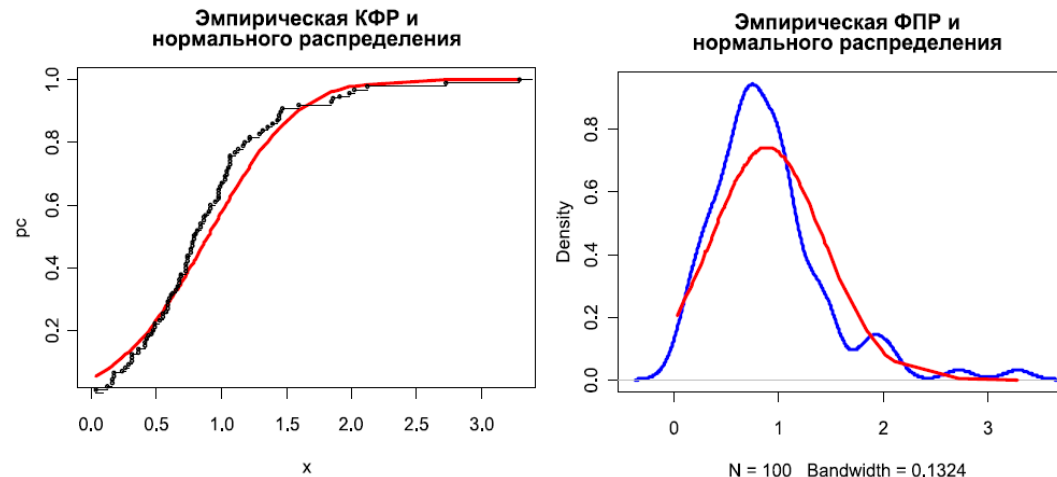 Эмпирическая КФР и
нормального распределения
pc
0.2
0.4
0.6
0.8
1.0
0.0 0.5 1.0 1.5 2.0 2.5 3.0
x
Эмпирическая ФПР и
нормального распределения
Density
0.0
0.2
0.4
0.6
0.8
0 1 2 3
N = 100 Bandwidth = 0.1324